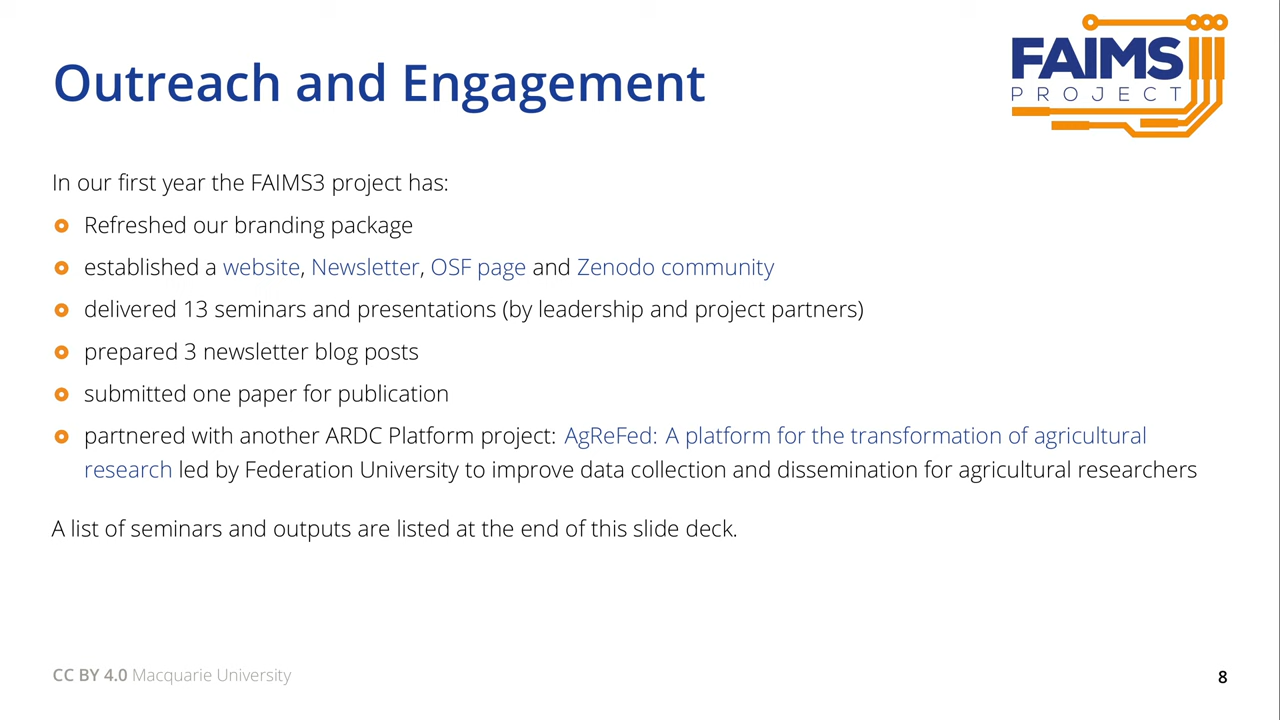 Outreach and Engagement
FAIMS
PROJECT
In our first year the FAIMS3 project has:
Refreshed our branding package
established a website, Newsletter, OSF page and Zenodo community
delivered 13 seminars and presentations (by leadership and project partners)
prepared 3 newsletter blog posts
submitted one paper for publication
partnered with another ARDC Platform project: AgReFed: A platform for the transformation of agricultural
research led by Federation University to improve data collection and dissemination for agricultural researchers
A list of seminars and outputs are listed at the end of this slide deck.
CC BY 4.0 Macquarie University
8